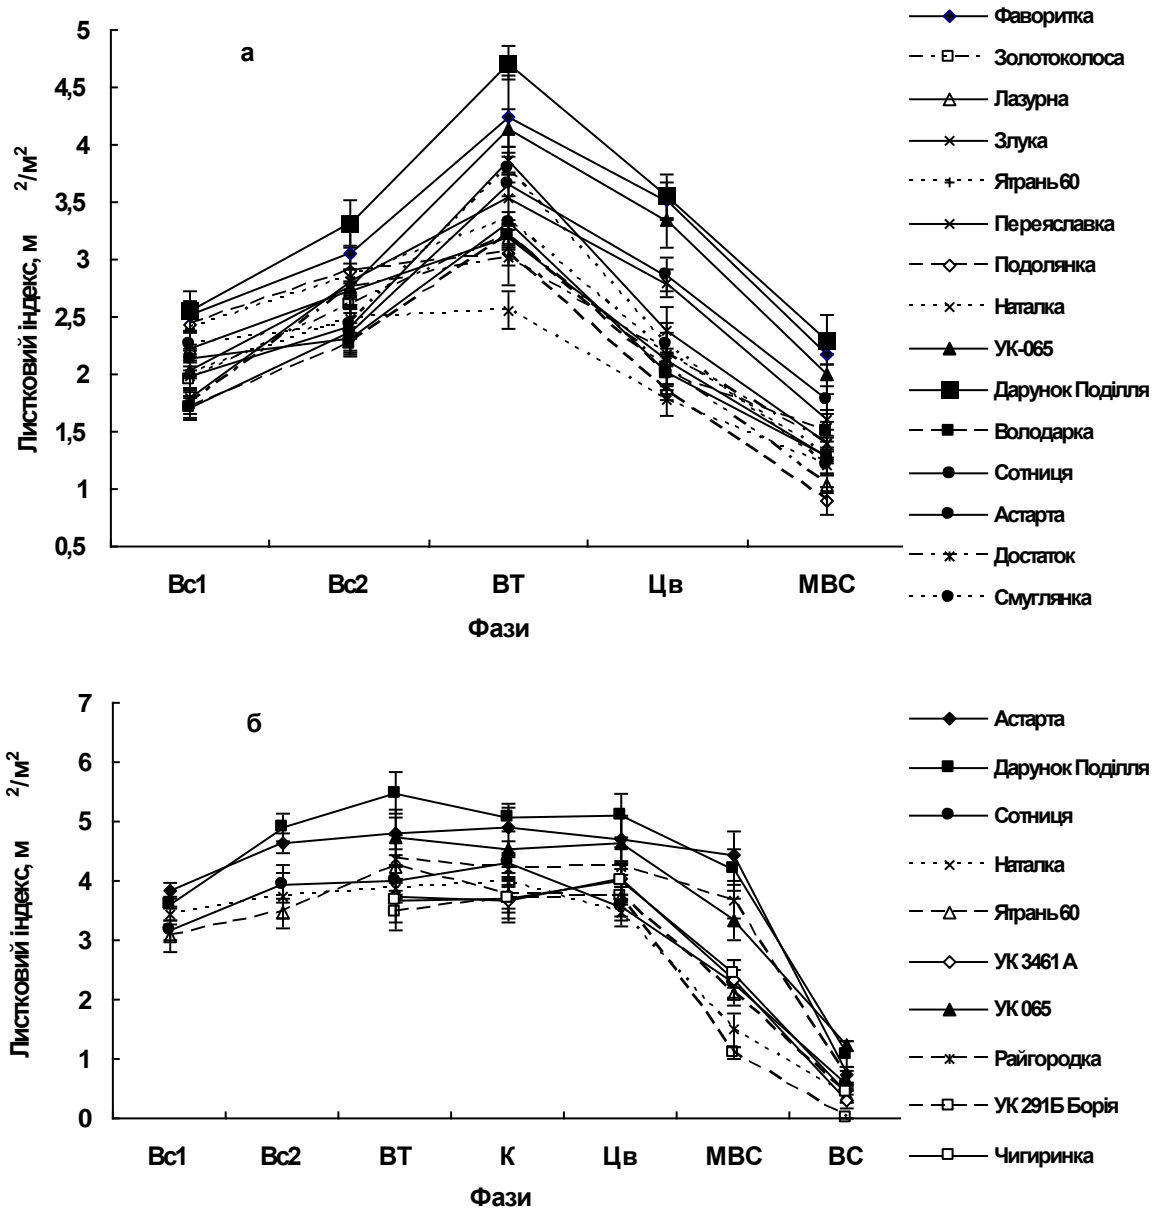 а
Листковий індекс, м²/м²
5
4,5
4
3,5
3
2,5
2
1,5
1
0,5
Вс1 Вс2 ВТ Цв МВС
Фази
Фаворитка
Золотоколоса
Лазурна
Злука
Ятрань 60
Переяславка
Подолянка
Наталка
УК-065
Дарунок Поділля
Володарка
Сотниця
Астарта
Достаток
Смуглянка
б
Листковий індекс, м²/м²
7
6
5
4
3
2
1
0
Вс1 Вс2 ВТ К Цв МВС ВС
Фази
Астарта
Дарунок Поділля
Сотниця
Наталка
Ятрань 60
УК 3461 А
УК 065
Райгородка
УК 291Б Борія
Чигиринка